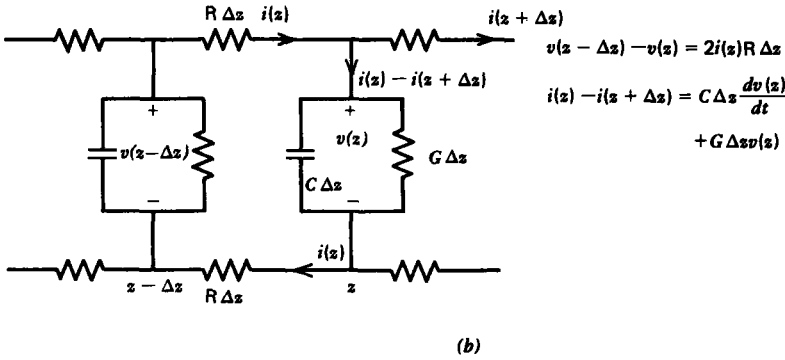 R Δz i(z) i(z + Δz)
v(z − Δz) −v(z) = 2i(z)R Δz
i(z) − i(z + Δz)
i(z) −i(z + Δz) = C Δz dv(z)/dt
+ +
v(z−Δz) v(z)
+ G Δzv(z)
C Δz G Δz
− −
i(z)
z − Δz R Δz z
(b)